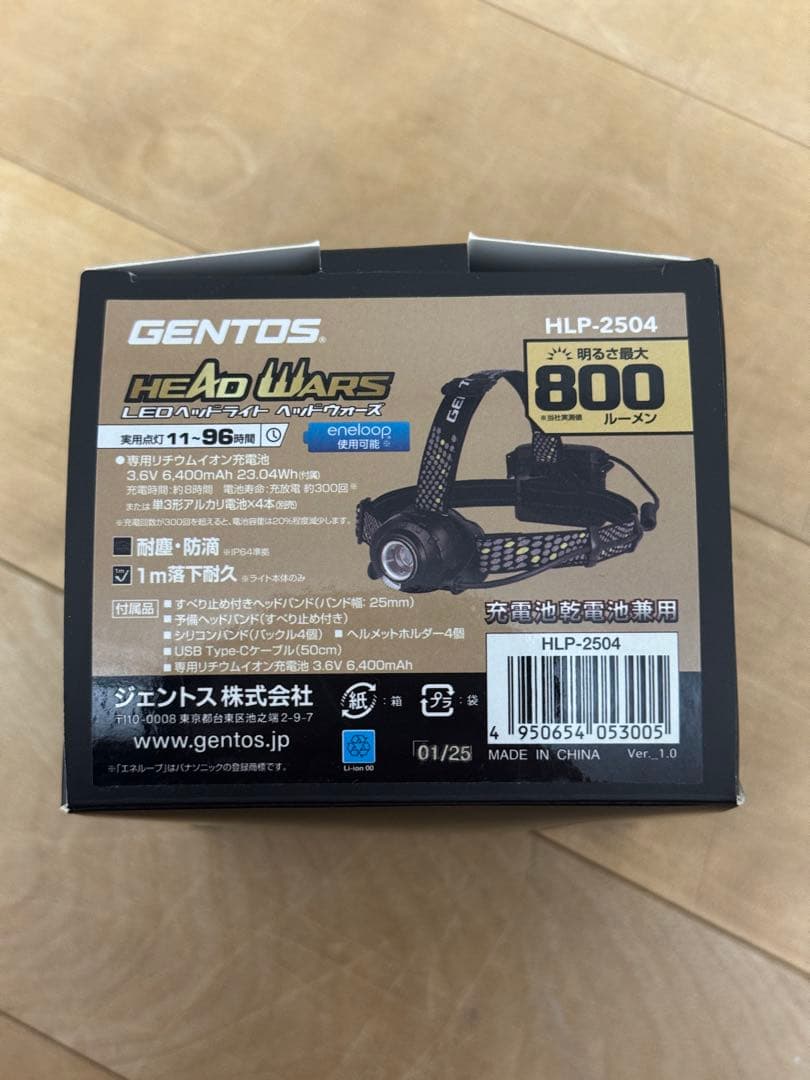 GENTOS®
HLP-2504
明るさ最大
800
ルーメン
※当社実測値
HEAD WARS
LEDヘッドライト ヘッドウォーズ
実用点灯 11~96時間
eneloop®
使用可能※
●専用リチウムイオン充電池
3.6V 6,400mAh 23.04Wh(付属)
充電時間:約8時間 電池寿命:充放電 約300回※
または 単3形アルカリ電池×4本(別売)
※充電回数が300回を超えると、電池容量は20%程度減少します。
耐塵・防滴 ※IP64準拠
1m
1m落下耐久 ※ライト本体のみ
付属品
■すべり止め付きヘッドバンド(バンド幅: 25mm)
■予備ヘッドバンド(すべり止め付き)
■シリコンバンド(バックル4個) ■ヘルメットホルダー4個
■USB Type-Cケーブル(50cm)
■専用リチウムイオン充電池 3.6V 6,400mAh
GENTOS
充電池乾電池兼用
HLP-2504
4 950654 053005
MADE IN CHINA Ver._1.0
ジェントス 株式会社
〒110-0008 東京都台東区池之端2-9-7
www.gentos.jp
※「エネループ」はパナソニックの登録商標です。
紙 : 箱
プラ : 袋
Li-ion 00
01/25